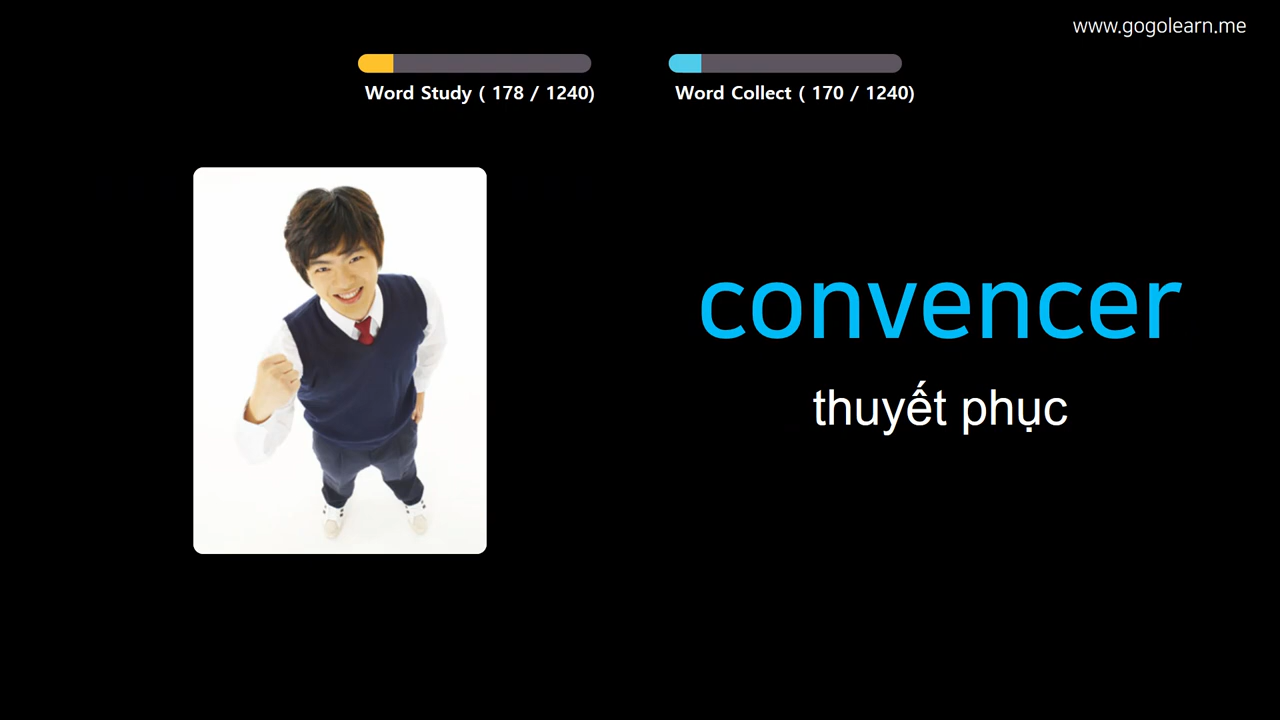 www.gogolearn.me
Word Study ( 178 / 1240)
Word Collect ( 170 / 1240)
convencer
thuyết phục